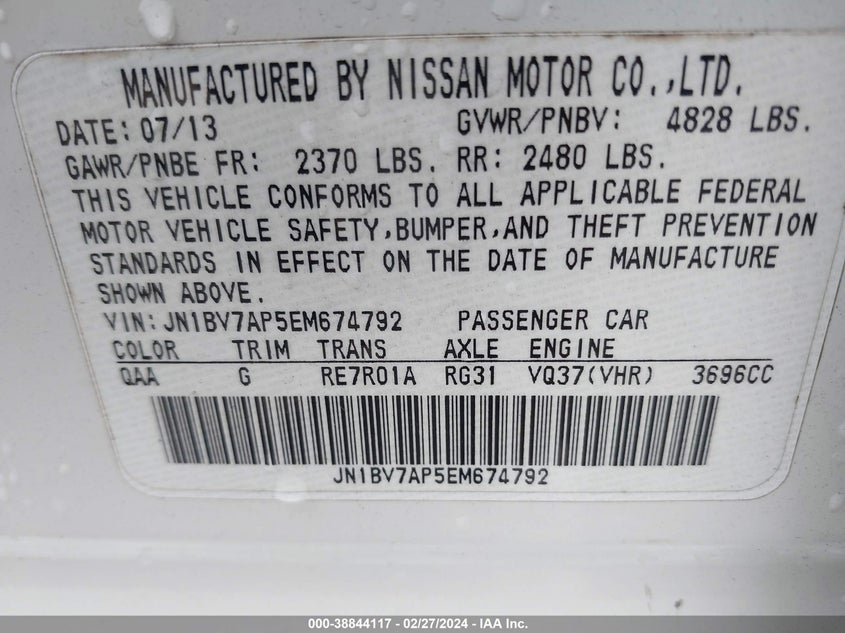 MANUFACTURED BY NISSAN MOTOR CO.,LTD.
DATE: 07/13 GVWR/PNBV: 4828 LBS.
GAWR/PNBE FR: 2370 LBS. RR: 2480 LBS.
THIS VEHICLE CONFORMS TO ALL APPLICABLE FEDERAL
MOTOR VEHICLE SAFETY,BUMPER,AND THEFT PREVENTION
STANDARDS IN EFFECT ON THE DATE OF MANUFACTURE
SHOWN ABOVE.
VIN:JN1BV7AP5EM674792 PASSENGER CAR
COLOR TRIM TRANS AXLE ENGINE
QAA G RE7R01A RG31 VQ37(VHR) 3696CC
JN1BV7AP5EM674792
000-38844117 - 02/27/2024 - IAA Inc.